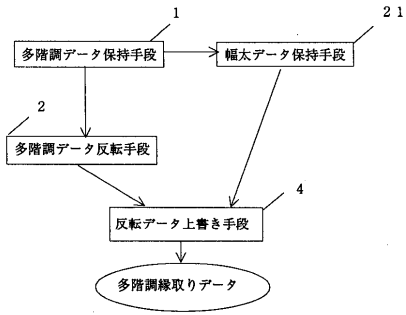 1
２１
多階調データ保持手段
幅太データ保持手段
2
多階調データ反転手段
4
反転データ上書き手段
多階調縁取りデータ